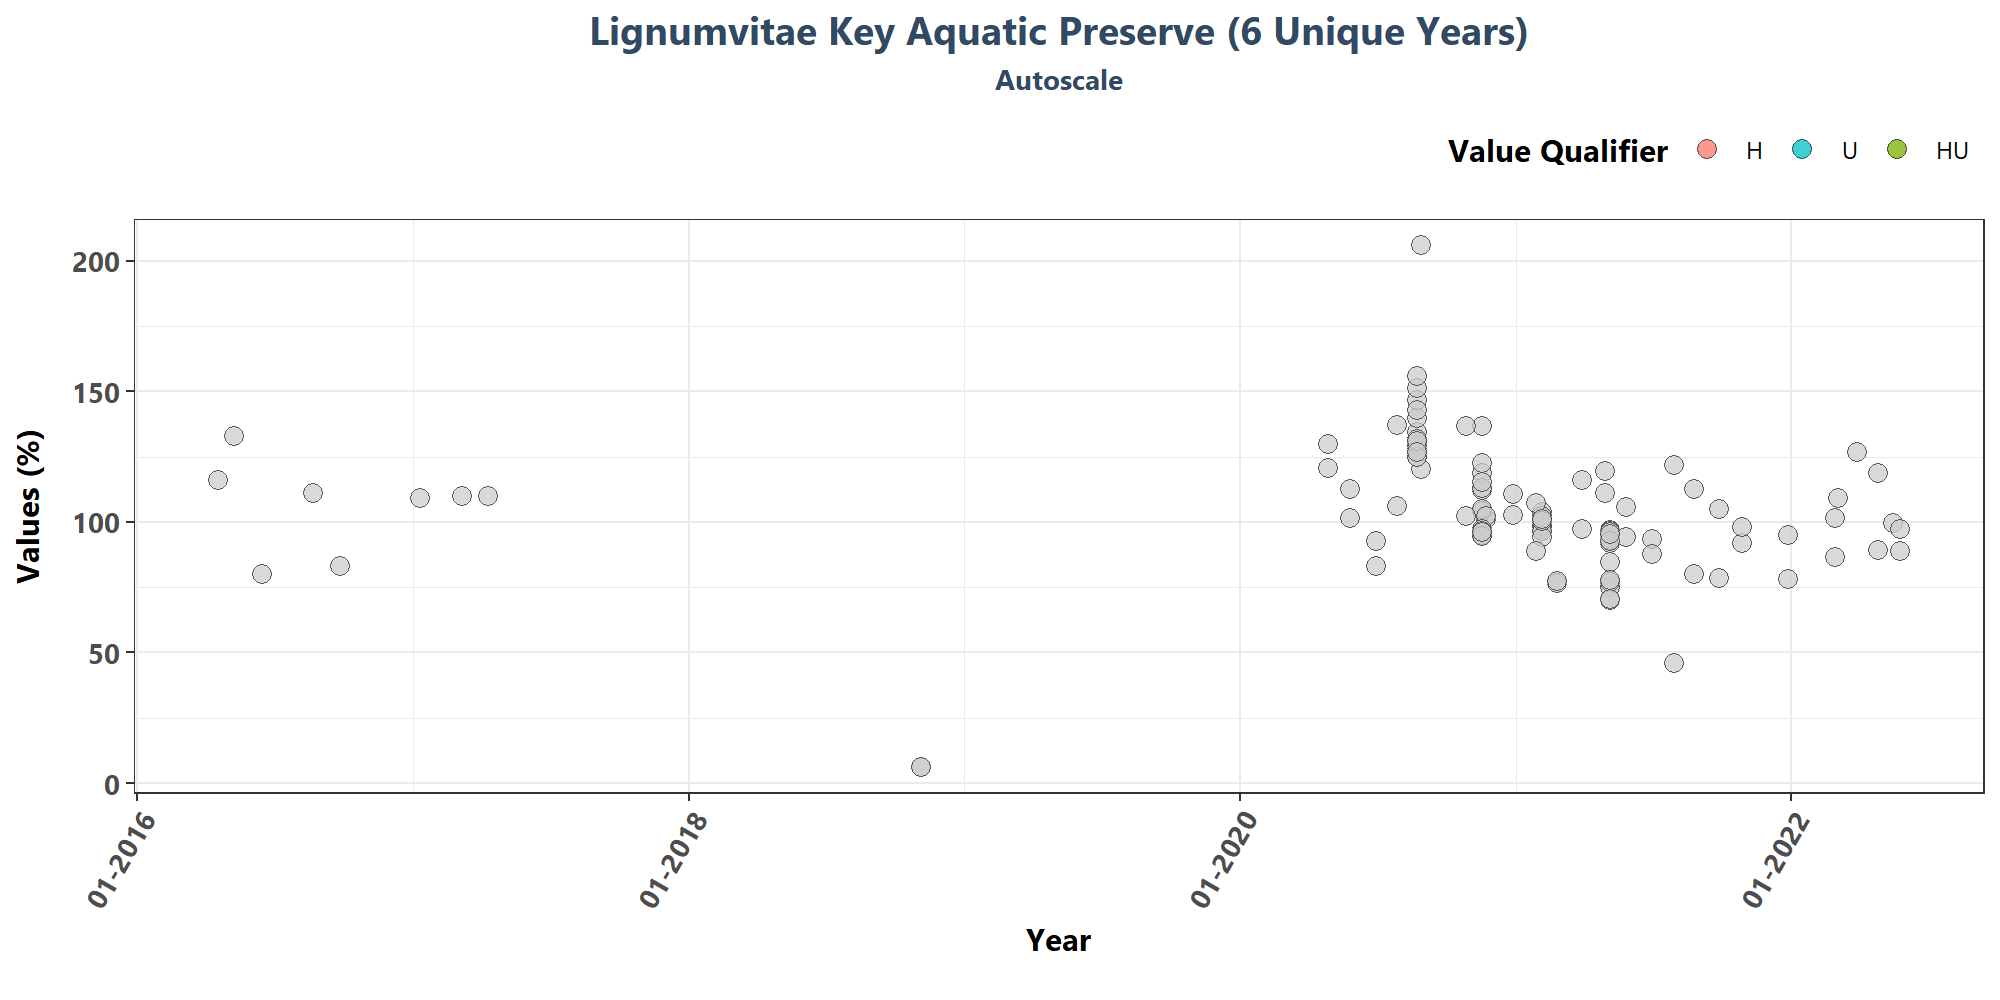 Lignumvitae Key Aquatic Preserve (6 Unique Years)
Autoscale
Value Qualifier H U HU
Values (%)
200
150
100
50
0
01-2016 01-2018 01-2020 01-2022
Year